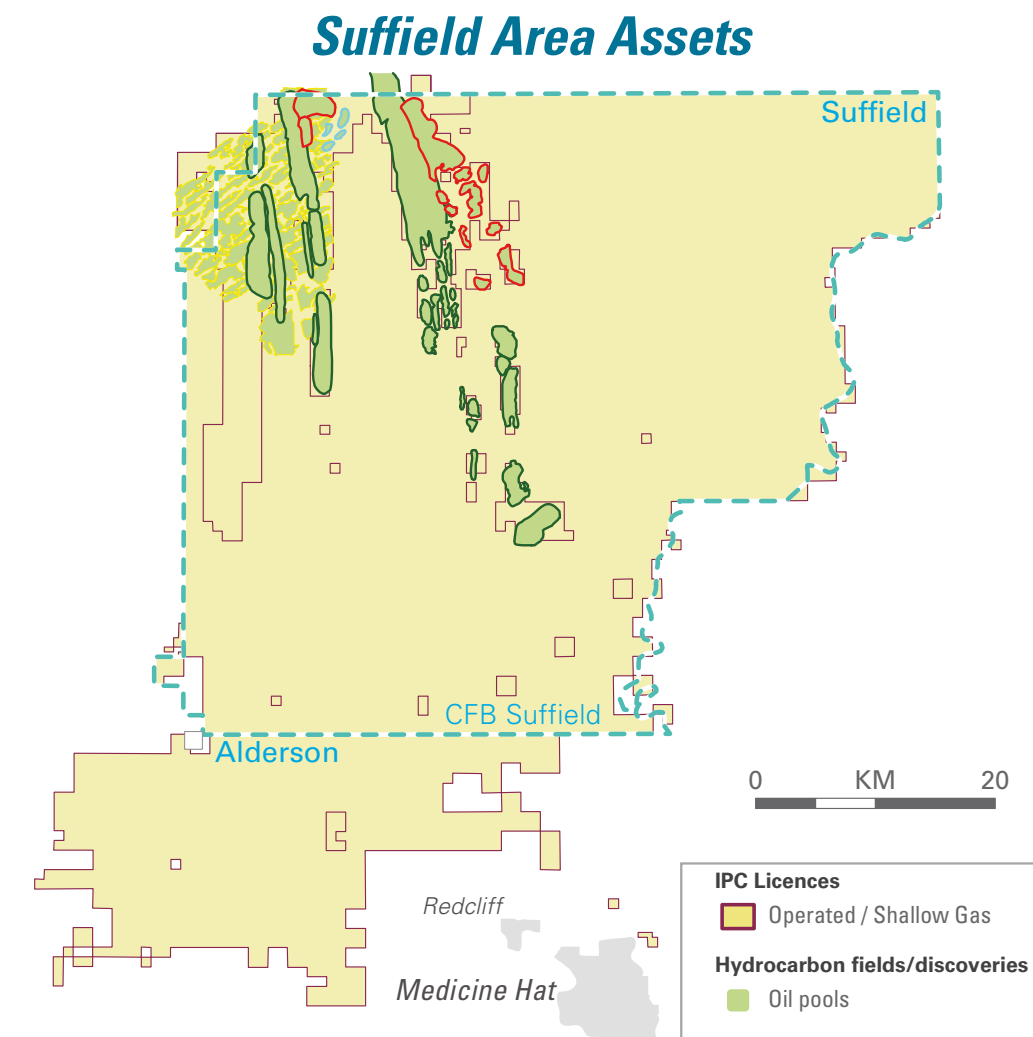 Suffield Area Assets
Suffield
CFB Suffield
Alderson
0 KM 20
Redcliff
Medicine Hat
IPC Licences
Operated / Shallow Gas
Hydrocarbon fields/discoveries
Oil pools